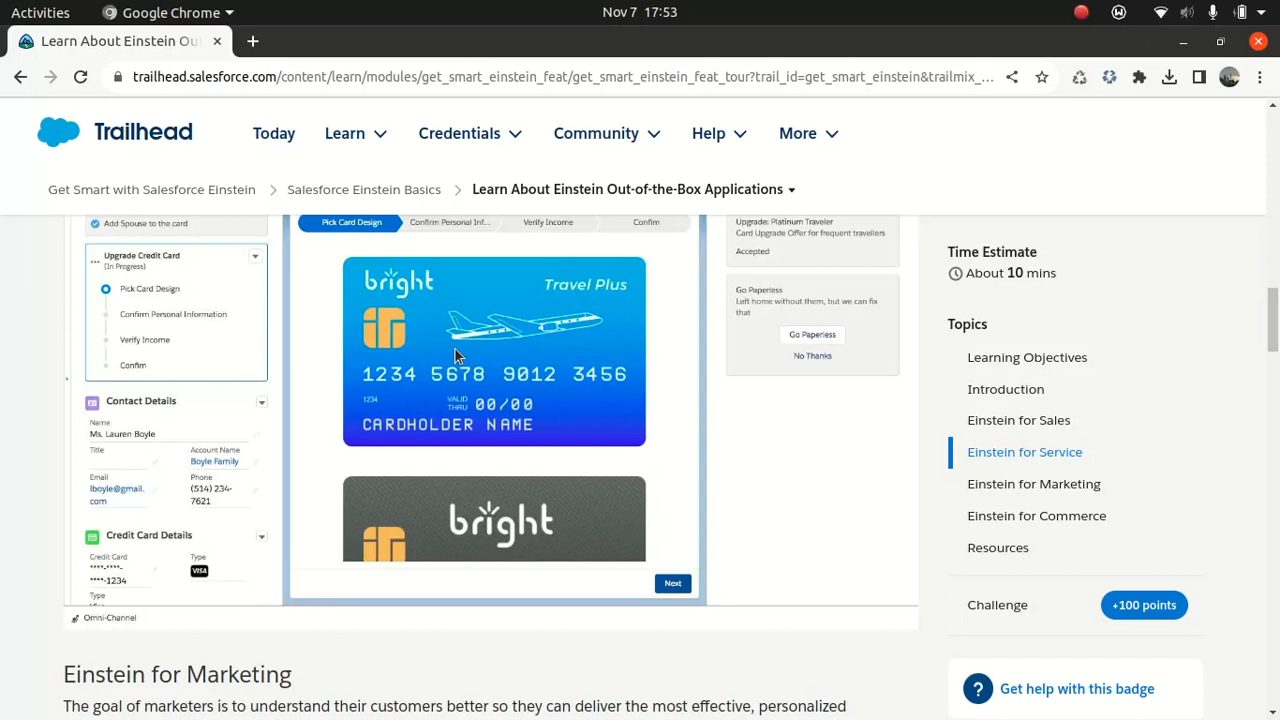 Activities
Google Chrome
Nov 7 17:53
Learn About Einstein Ou
trailhead.salesforce.com/content/learn/modules/get_smart_einstein_feat/get_smart_einstein_feat_tour?trail_id=get_smart_einstein&trailmix_...
Trailhead
Today
Learn
Credentials
Community
Help
More
Get Smart with Salesforce Einstein
Salesforce Einstein Basics
Learn About Einstein Out-of-the-Box Applications
Add Spouse to the card
Upgrade Credit Card
(In Progress)
Pick Card Design
Confirm Personal Information
Verify Income
Confirm
Contact Details
Name
Ms. Lauren Boyle
Title
Account Name
Boyle Family
Email
lboyle@gmail.
com
Phone
(514) 234-
7621
Credit Card Details
Credit Card
****-****-
****-1234
Type
VISA
Type
Omni-Channel
Pick Card Design
Confirm Personal Inf...
Verify Income
Confirm
bright
Travel Plus
1234 5678 9012 3456
1234
VALID
THRU 00/00
CARDHOLDER NAME
bright
Next
Upgrade: Platinum Traveler
Card Upgrade Offer for frequent travellers
Accepted
Go Paperless
Left home without them, but we can fix
that
Go Paperless
No Thanks
Einstein for Marketing
The goal of marketers is to understand their customers better so they can deliver the most effective, personalized
Time Estimate
About 10 mins
Topics
Learning Objectives
Introduction
Einstein for Sales
Einstein for Service
Einstein for Marketing
Einstein for Commerce
Resources
Challenge
+100 points
? Get help with this badge